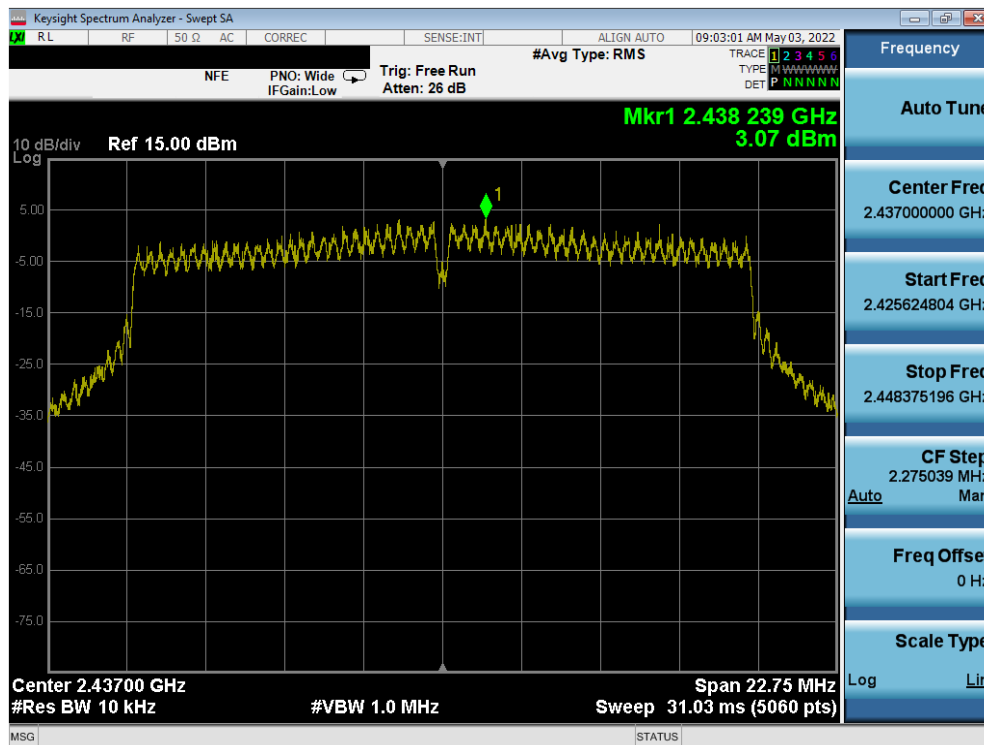 Keysight Spectrum Analyzer - Swept SA
LXI RL RF 50 Ω AC CORREC SENSE:INT ALIGN AUTO 09:03:01 AM May 03, 2022
NFE PNO: Wide IFGain:Low Trig: Free Run Atten: 26 dB #Avg Type: RMS
TRACE 1 2 3 4 5 6
TYPE M WWWWW
DET P N N N N N
Mkr1 2.438 239 GHz
3.07 dBm
10 dB/div Ref 15.00 dBm
Log
1
5.00
-5.00
-15.0
-25.0
-35.0
-45.0
-55.0
-65.0
-75.0
Center 2.43700 GHz Span 22.75 MHz
#Res BW 10 kHz #VBW 1.0 MHz Sweep 31.03 ms (5060 pts)
MSG STATUS
Frequency
Auto Tune
Center Freq
2.437000000 GHz
Start Freq
2.425624804 GHz
Stop Freq
2.448375196 GHz
CF Step
2.275039 MHz
Auto Man
Freq Offset
0 Hz
Scale Type
Log Lin